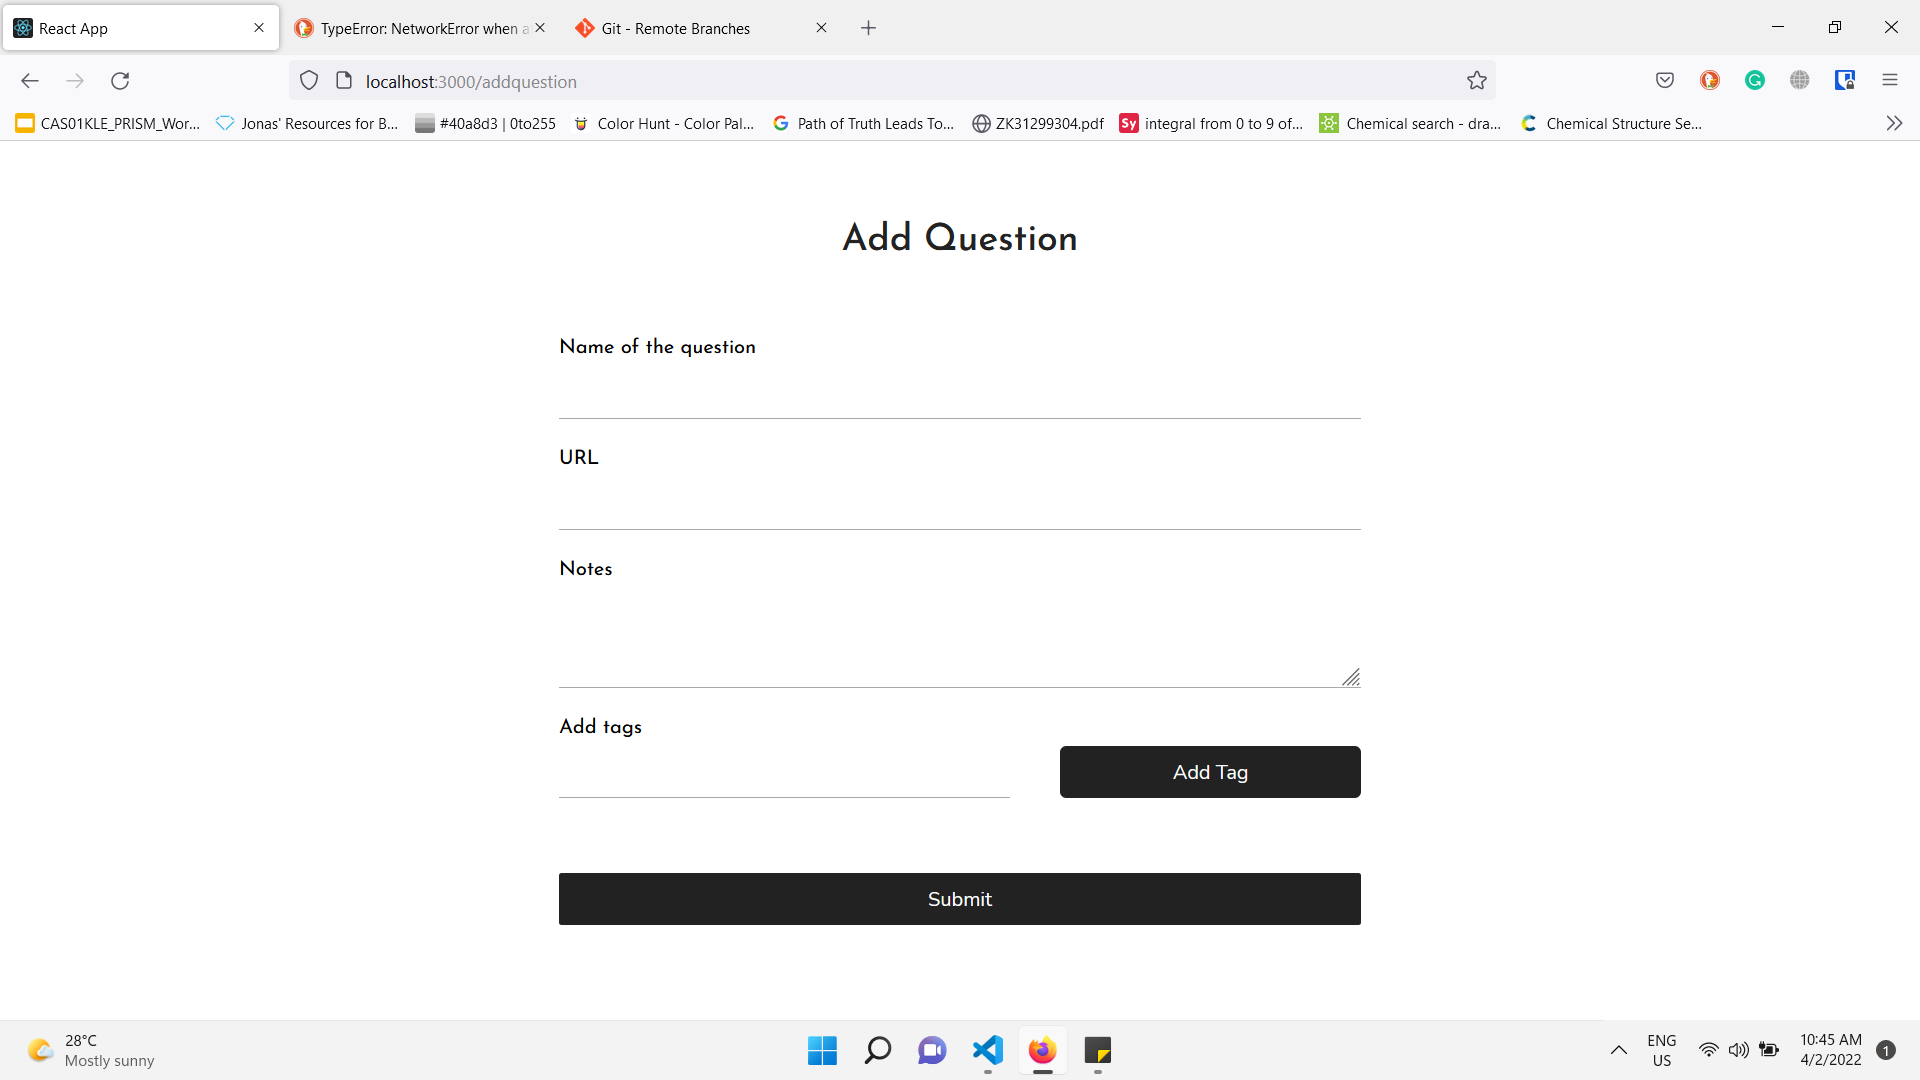 React App
TypeError: NetworkError when a
Git - Remote Branches
localhost:3000/addquestion
CAS01KLE_PRISM_Wor...
Jonas' Resources for B...
#40a8d3 | 0to255
Color Hunt - Color Pal...
Path of Truth Leads To...
ZK31299304.pdf
Sy integral from 0 to 9 of...
Chemical search - dra...
Chemical Structure Se...
Add Question
Name of the question
URL
Notes
Add tags
Add Tag
Submit
28°C
Mostly sunny
ENG
US
10:45 AM
4/2/2022
1